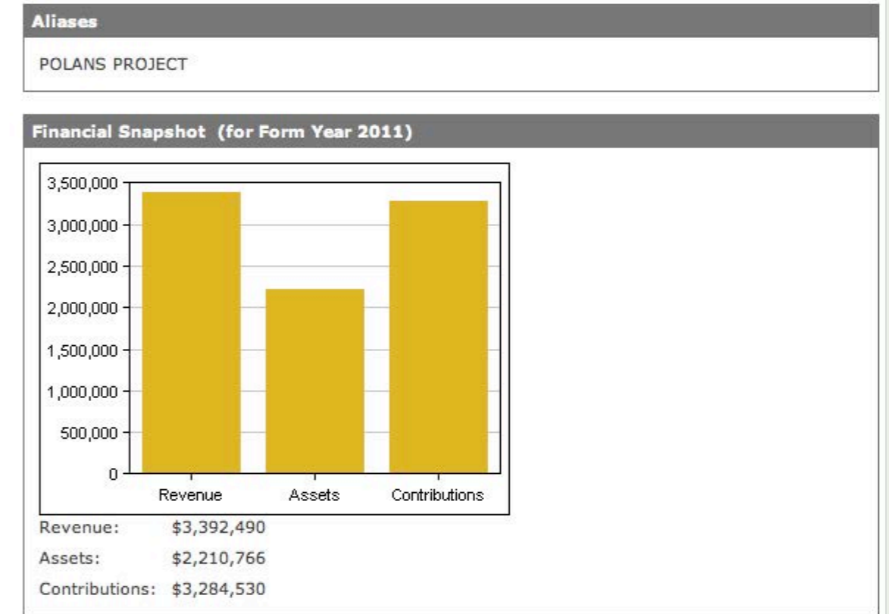 Aliases
POLANS PROJECT
Financial Snapshot (for Form Year 2011)
3,500,000
3,000,000
2,500,000
2,000,000
1,500,000
1,000,000
500,000
0
Revenue Assets Contributions
Revenue: $3,392,490
Assets: $2,210,766
Contributions: $3,284,530